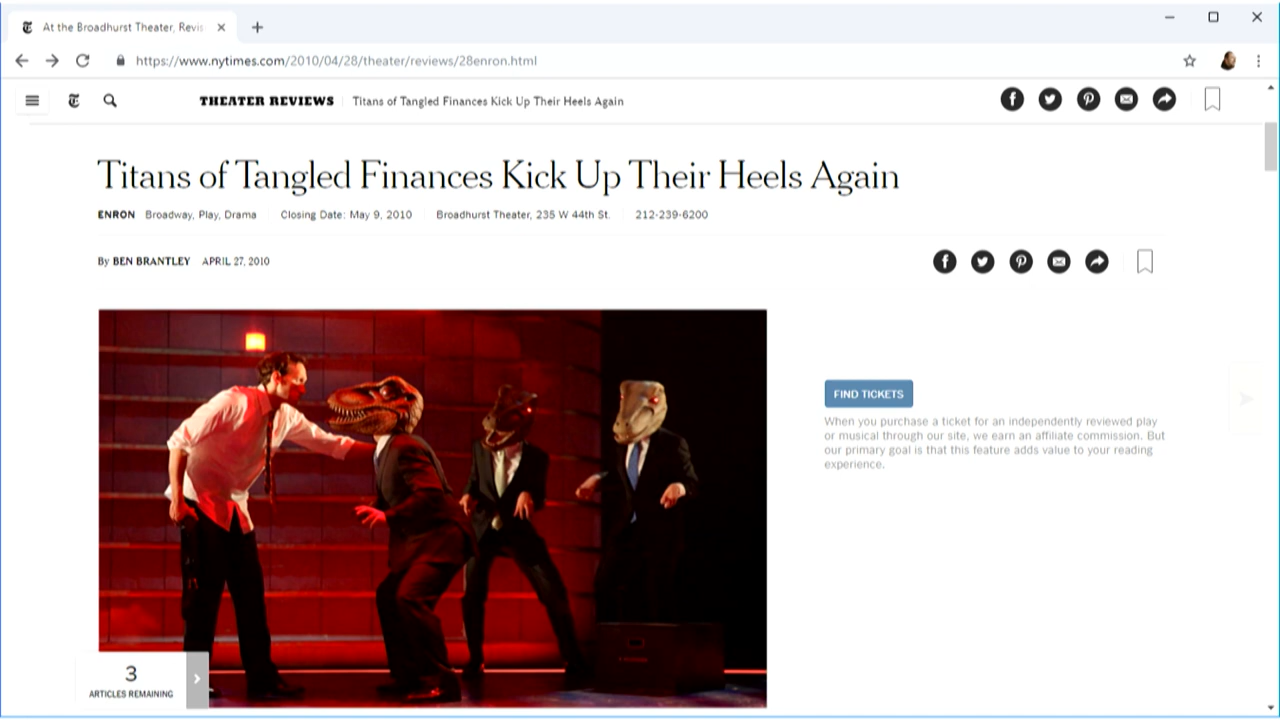 At the Broadhurst Theater, Revis
https://www.nytimes.com/2010/04/28/theater/reviews/28enron.html
THEATER REVIEWS Titans of Tangled Finances Kick Up Their Heels Again
Titans of Tangled Finances Kick Up Their Heels Again
ENRON Broadway, Play, Drama Closing Date: May 9, 2010 Broadhurst Theater, 235 W 44th St. 212-239-6200
By BEN BRANTLEY APRIL 27, 2010
FIND TICKETS
When you purchase a ticket for an independently reviewed play
or musical through our site, we earn an affiliate commission. But
our primary goal is that this feature adds value to your reading
experience.
3
ARTICLES REMAINING